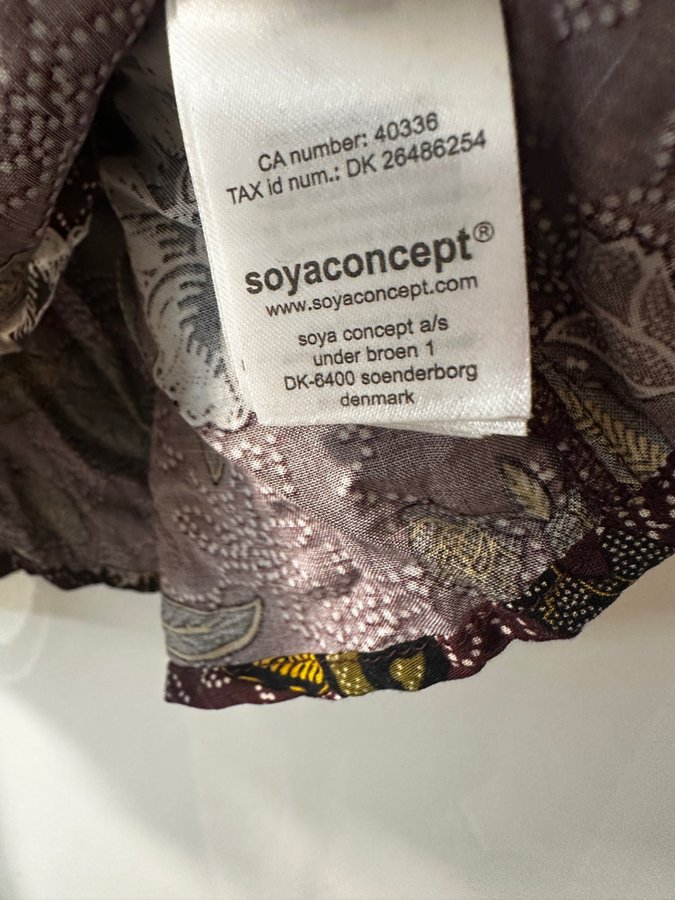 CA number: 40336
TAX id num.: DK 26486254
soyaconcept®
www.soyaconcept.com
soya concept a/s
under broen 1
DK-6400 soenderborg
denmark